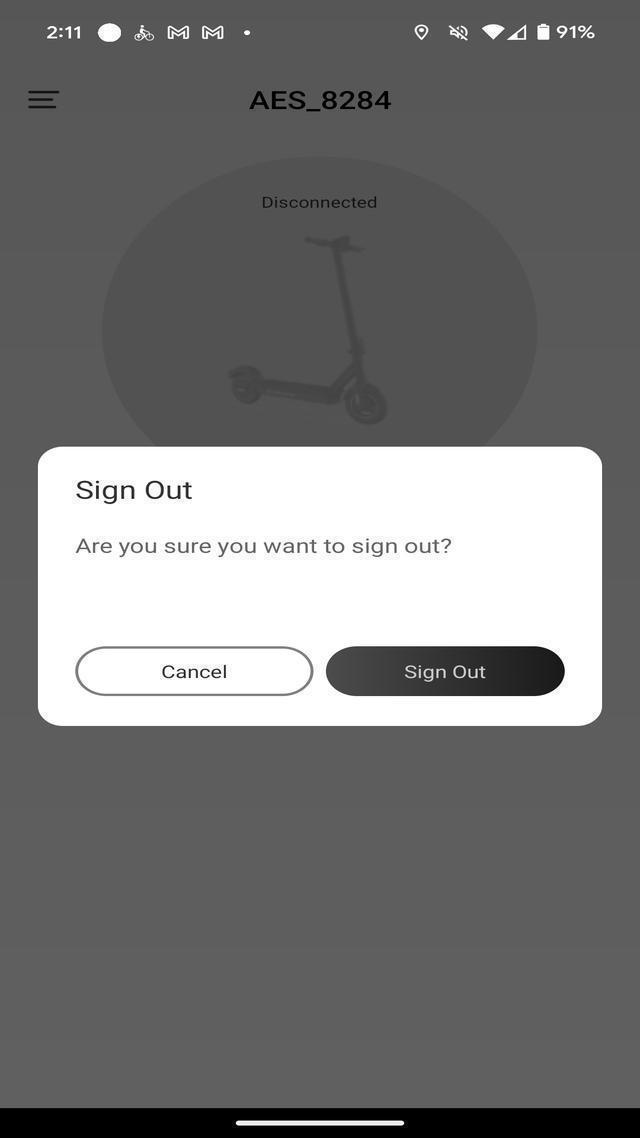 2:11 91%
AES_8284
Disconnected
Sign Out
Are you sure you want to sign out?
Cancel Sign Out